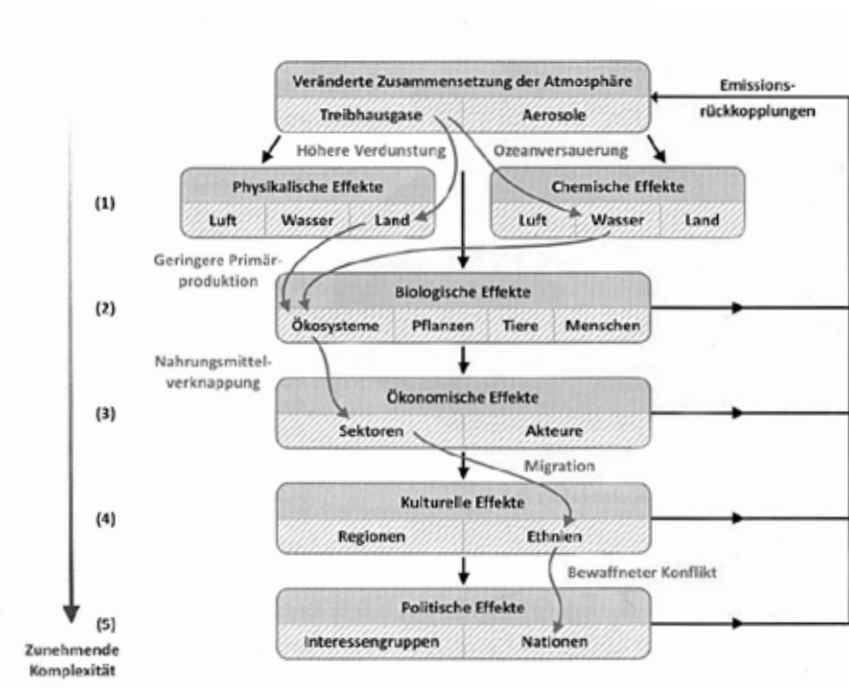 Veränderte Zusammensetzung der Atmosphäre
Treibhausgase
Aerosole
Emissions-
rückkopplungen
Höhere Verdunstung
Ozeanversauerung
(1)
Physikalische Effekte
Luft
Wasser
Land
Chemische Effekte
Luft
Wasser
Land
Geringere Primär-
produktion
(2)
Biologische Effekte
Ökosysteme
Pflanzen
Tiere
Menschen
Nahrungsmittel-
verknappung
(3)
Ökonomische Effekte
Sektoren
Akteure
Migration
(4)
Kulturelle Effekte
Regionen
Ethnien
Bewaffneter Konflikt
(5)
Politische Effekte
Interessengruppen
Nationen
Zunehmende
Komplexität